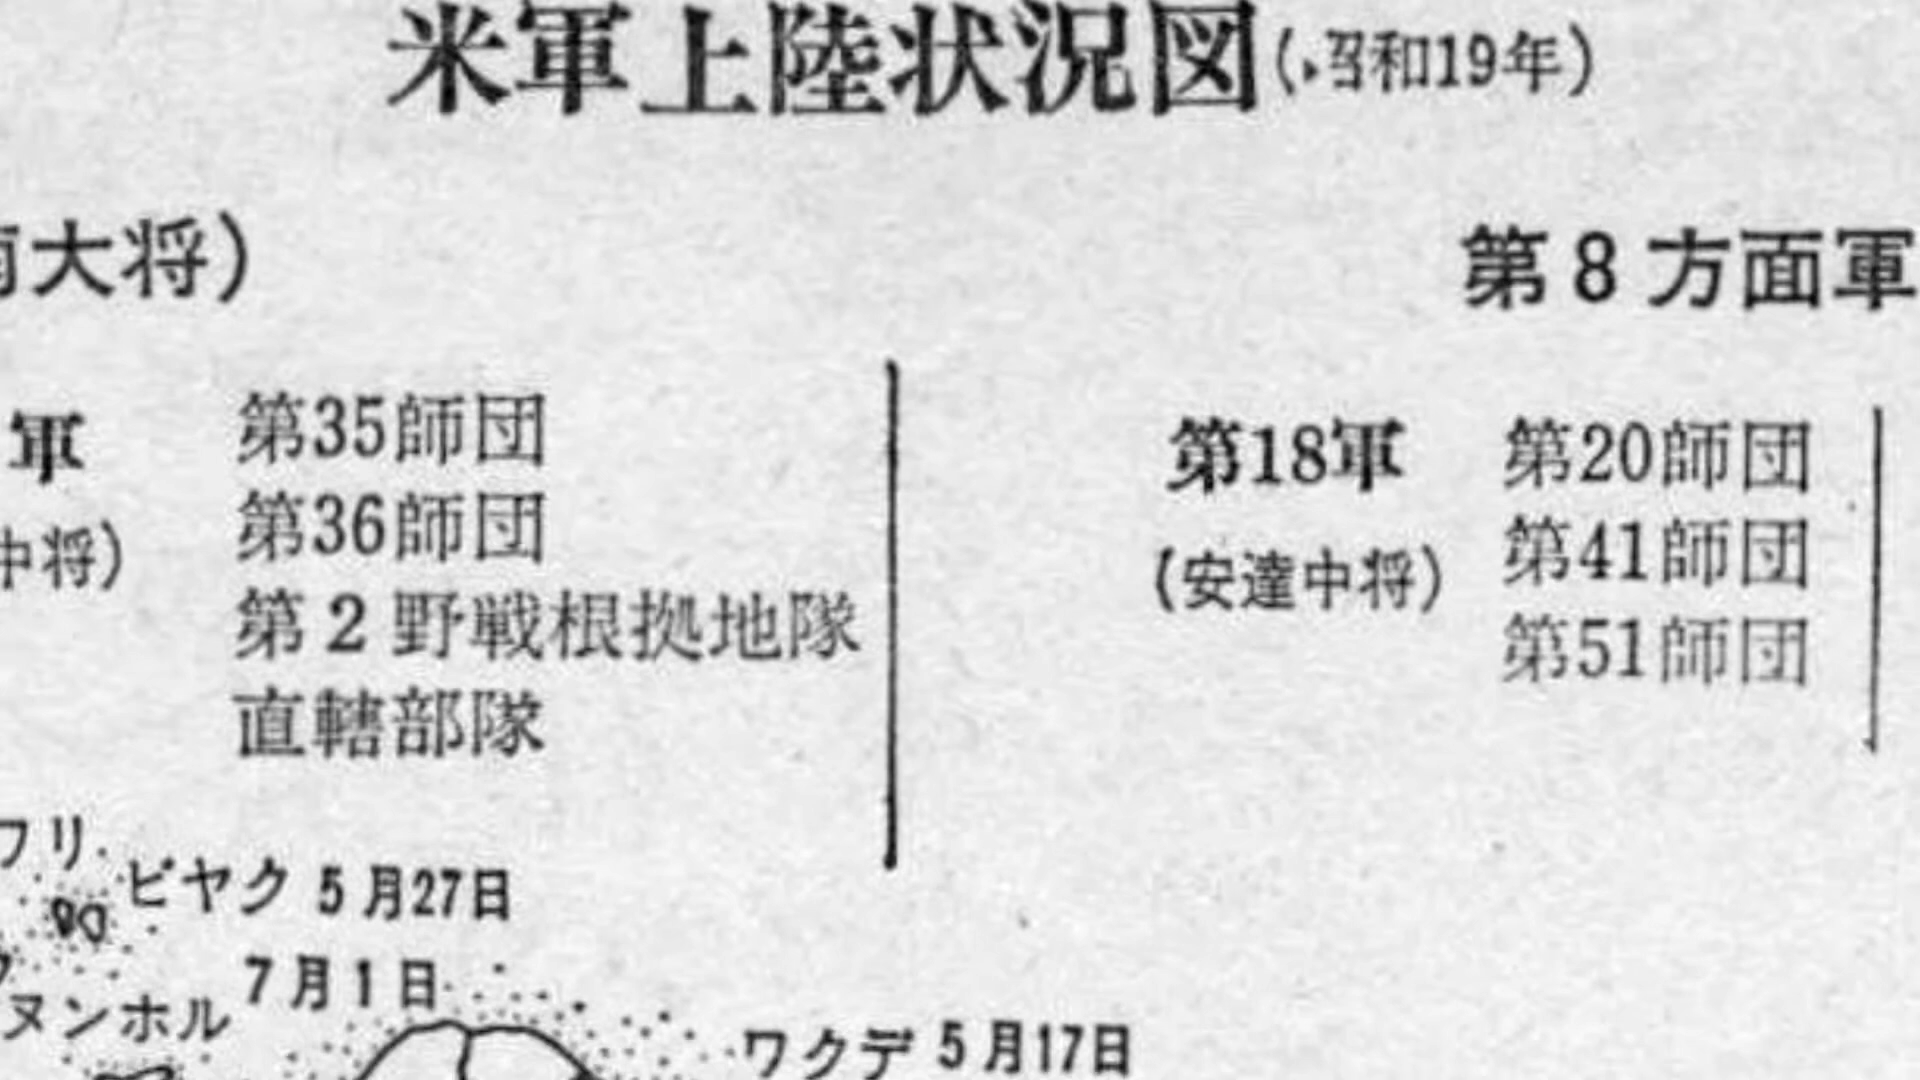 米軍上陸状況図(昭和19年)
大将)
第8方面軍
軍
第35師団
第36師団
中将)
第2野戦根拠地隊
直轄部隊
第18軍
(安達中将)
第20師団
第41師団
第51師団
フリ
ビヤク 5月27日
7月1日
ヌンホル
ワクデ 5月17日